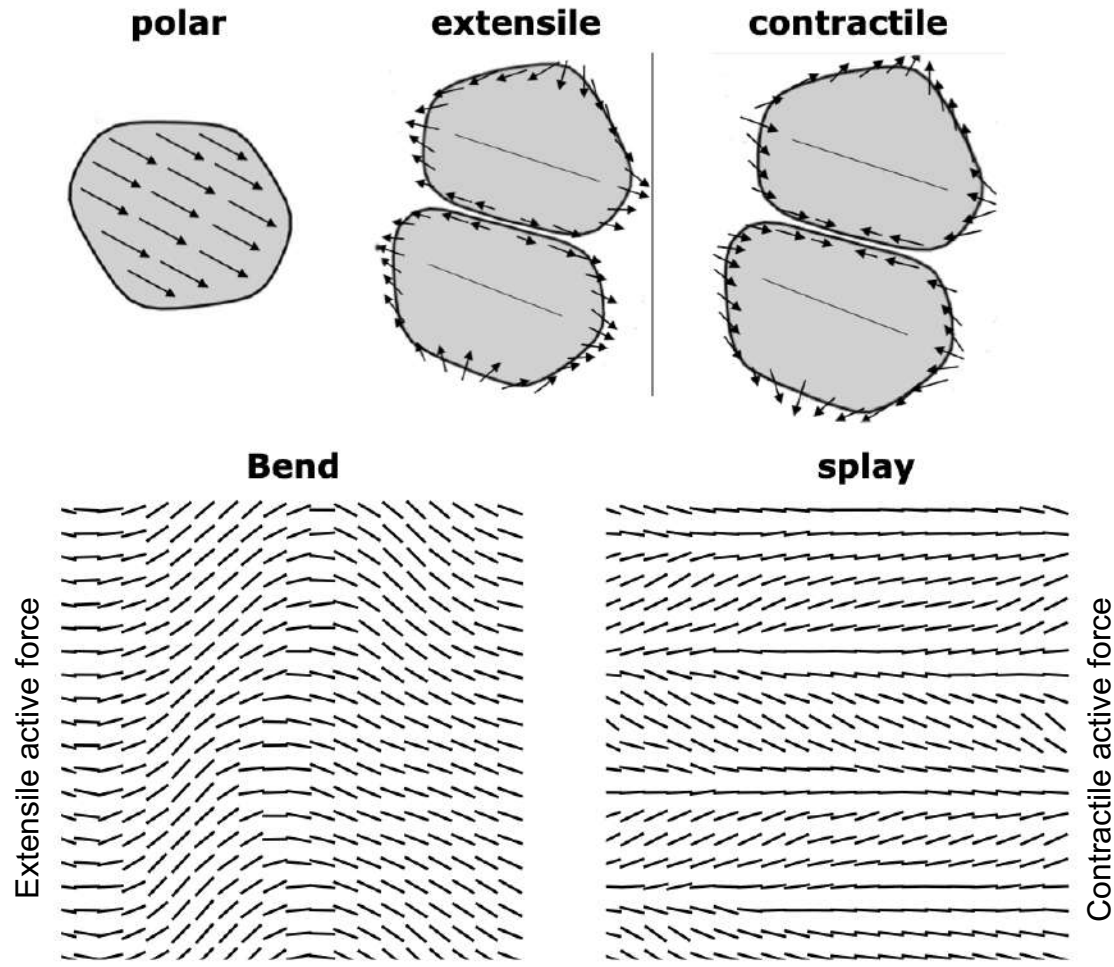 polar
extensile
contractile
Bend
splay
Extensile active force
Contractile active force